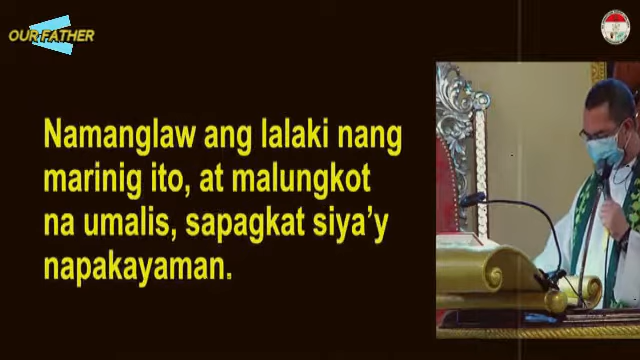 OUR FATHER
Namanglaw ang lalaki nang
marinig ito, at malungkot
na umalis, sapagkat siya'y
napakayaman.